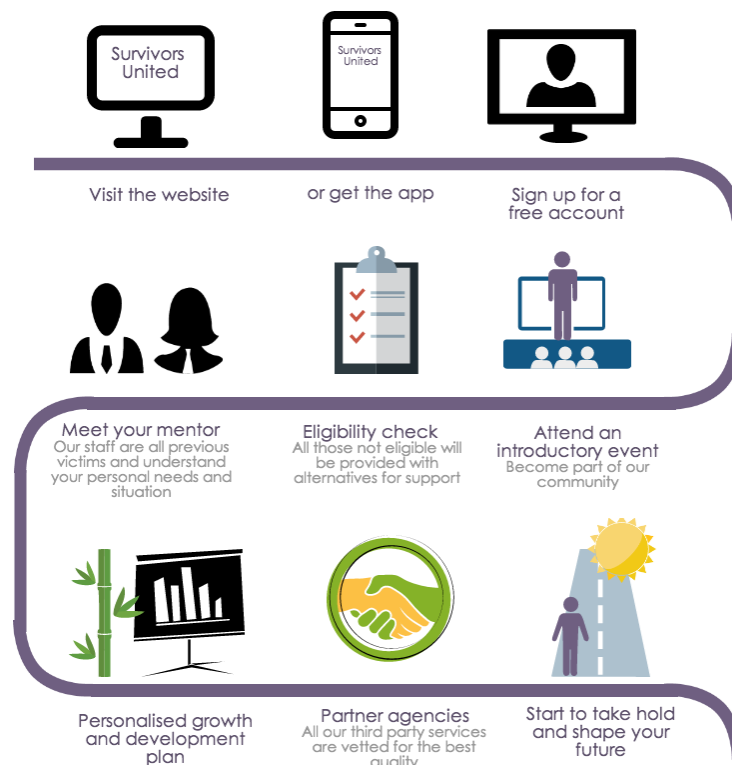 Survivors
United
Survivors
United
Visit the website
or get the app
Sign up for a
free account
Meet your mentor
Our staff are all previous
victims and understand
your personal needs and
situation
Eligibility check
All those not eligible will
be provided with
alternatives for support
Attend an
introductory event
Become part of our
community
Personalised growth
and development
plan
Partner agencies
All our third party services
are vetted for the best
quality
Start to take hold
and shape your
future